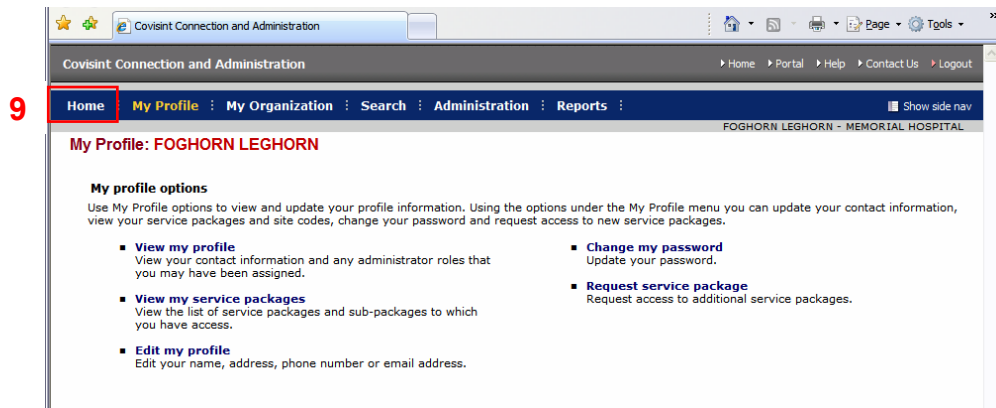 Covisint Connection and Administration
Page
Tools
»
Covisint Connection and Administration
Home Portal Help Contact Us Logout
9
Home My Profile My Organization Search Administration Reports
Show side nav
FOGHORN LEGHORN - MEMORIAL HOSPITAL
My Profile: FOGHORN LEGHORN
My profile options
Use My Profile options to view and update your profile information. Using the options under the My Profile menu you can update your contact information,
view your service packages and site codes, change your password and request access to new service packages.
View my profile
View your contact information and any administrator roles that
you may have been assigned.
View my service packages
View the list of service packages and sub-packages to which
you have access.
Edit my profile
Edit your name, address, phone number or email address.
Change my password
Update your password.
Request service package
Request access to additional service packages.